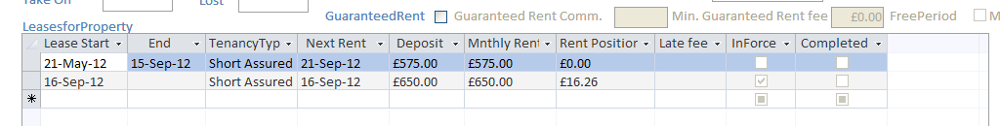 Take On Lost
GuaranteedRent Guaranteed Rent Comm. Min. Guaranteed Rent fee £0.00 FreePeriod M
LeasesforProperty
Lease Start End TenancyTyp Next Rent Deposit Mnthly Rent Rent Position Late fee InForce Completed
21-May-12 15-Sep-12 Short Assured 21-Sep-12 £575.00 £575.00 £0.00
16-Sep-12 Short Assured 16-Sep-12 £650.00 £650.00 £16.26